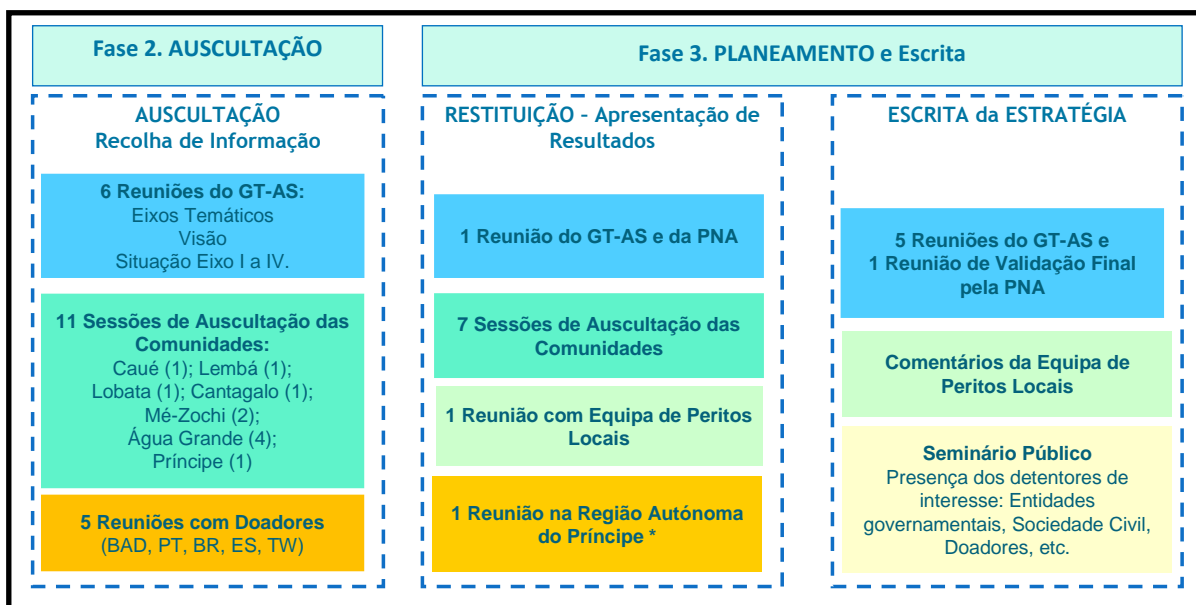 Fase 2. AUSCULTAÇÃO
AUSCULTAÇÃO
Recolha de Informação
6 Reuniões do GT-AS:
Eixos Temáticos
Visão
Situação Eixo I a IV.
11 Sessões de Auscultação das
Comunidades:
Caué (1); Lembá (1);
Lobata (1); Cantagalo (1);
Mé-Zochi (2);
Água Grande (4);
Príncipe (1)
5 Reuniões com Doadores
(BAD, PT, BR, ES, TW)
Fase 3. PLANEAMENTO e Escrita
RESTITUIÇÃO - Apresentação de
Resultados
1 Reunião do GT-AS e da PNA
7 Sessões de Auscultação das
Comunidades
1 Reunião com Equipa de Peritos
Locais
1 Reunião na Região Autónoma
do Príncipe *
ESCRITA da ESTRATÉGIA
5 Reuniões do GT-AS e
1 Reunião de Validação Final
pela PNA
Comentários da Equipa de
Peritos Locais
Seminário Público
Presença dos detentores de
interesse: Entidades
governamentais, Sociedade Civil,
Doadores, etc.